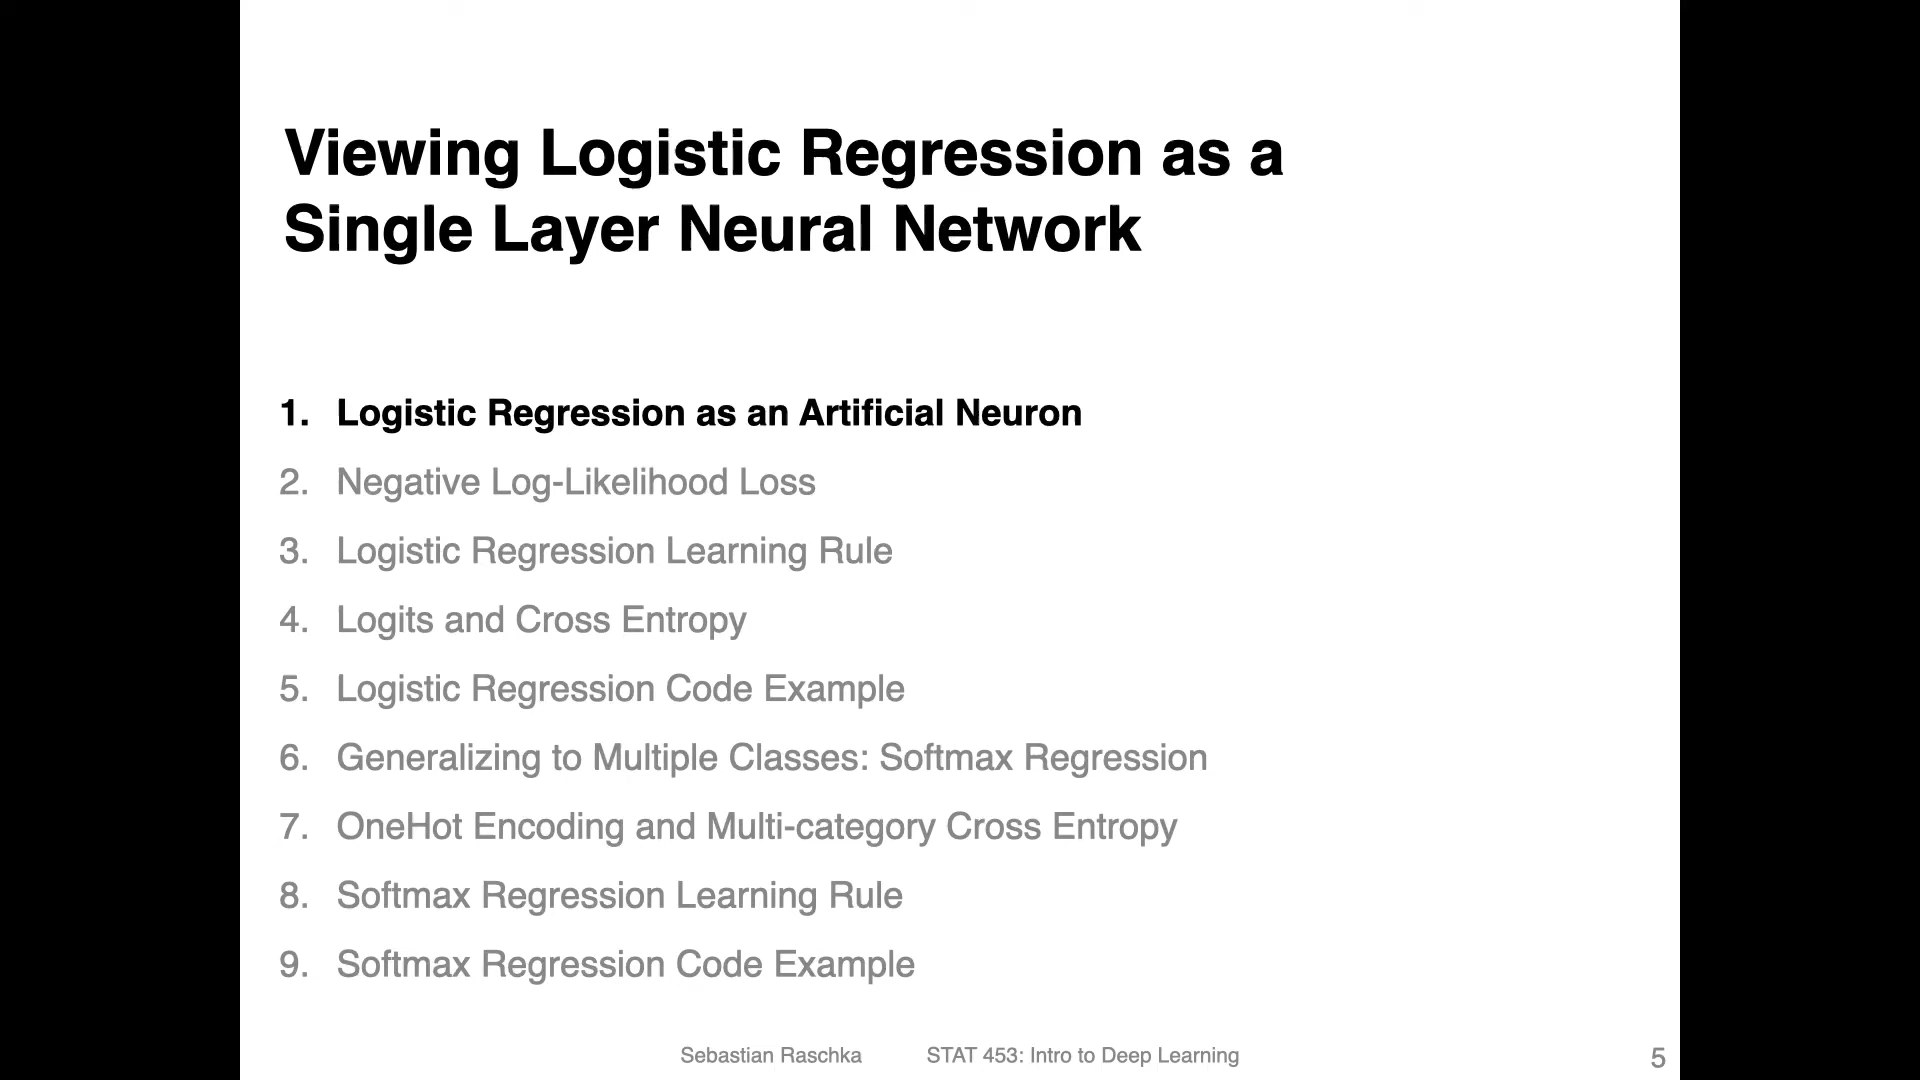 Viewing Logistic Regression as a
Single Layer Neural Network
1. Logistic Regression as an Artificial Neuron
2. Negative Log-Likelihood Loss
3. Logistic Regression Learning Rule
4. Logits and Cross Entropy
5. Logistic Regression Code Example
6. Generalizing to Multiple Classes: Softmax Regression
7. OneHot Encoding and Multi-category Cross Entropy
8. Softmax Regression Learning Rule
9. Softmax Regression Code Example
Sebastian Raschka STAT 453: Intro to Deep Learning 5